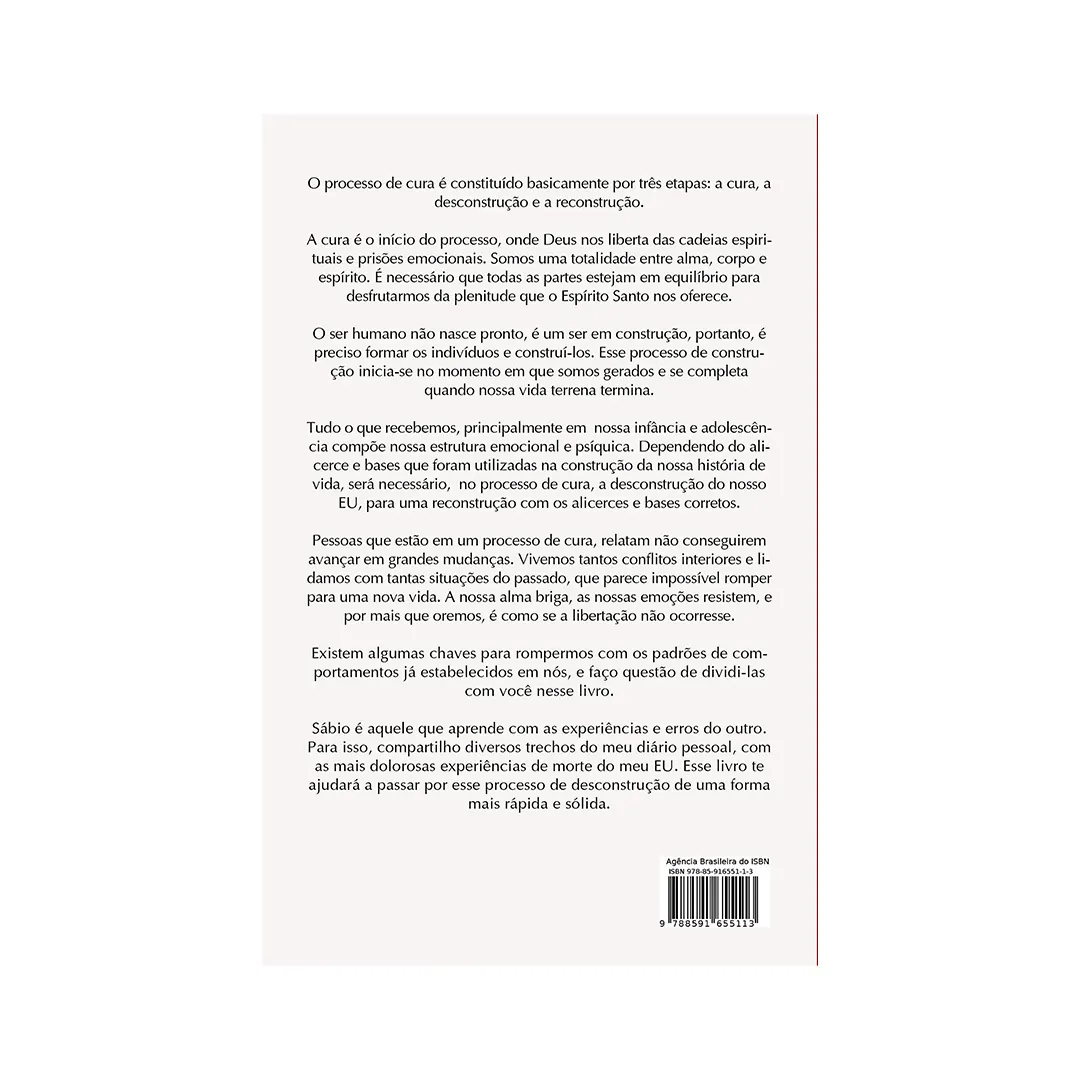 O processo de cura é constituído basicamente por três etapas: a cura, a
desconstrução e a reconstrução.
A cura é o início do processo, onde Deus nos liberta das cadeias espiri-
tuais e prisões emocionais. Somos uma totalidade entre alma, corpo e
espírito. É necessário que todas as partes estejam em equilíbrio para
desfrutarmos da plenitude que o Espírito Santo nos oferece.
O ser humano não nasce pronto, é um ser em construção, portanto, é
preciso formar os indivíduos e construí-los. Esse processo de constru-
ção inicia-se no momento em que somos gerados e se completa
quando nossa vida terrena termina.
Tudo o que recebemos, principalmente em nossa infância e adolescên-
cia compõe nossa estrutura emocional e psíquica. Dependendo do ali-
cerce e bases que foram utilizadas na construção da nossa história de
vida, será necessário, no processo de cura, a desconstrução do nosso
EU, para uma reconstrução com os alicerces e bases corretos.
Pessoas que estão em um processo de cura, relatam não conseguirem
avançar em grandes mudanças. Vivemos tantos conflitos interiores e li-
damos com tantas situações do passado, que parece impossível romper
para uma nova vida. A nossa alma briga, as nossas emoções resistem, e
por mais que oremos, é como se a libertação não ocorresse.
Existem algumas chaves para rompermos com os padrões de com-
portamentos já estabelecidos em nós, e faço questão de dividi-las
com você nesse livro.
Sábio é aquele que aprende com as experiências e erros do outro.
Para isso, compartilho diversos trechos do meu diário pessoal, com
as mais dolorosas experiências de morte do meu EU. Esse livro te
ajudará a passar por esse processo de desconstrução de uma forma
mais rápida e sólida.
Agência Brasileira do ISBN
ISBN 978-85-916551-1-3
9 788591 655113